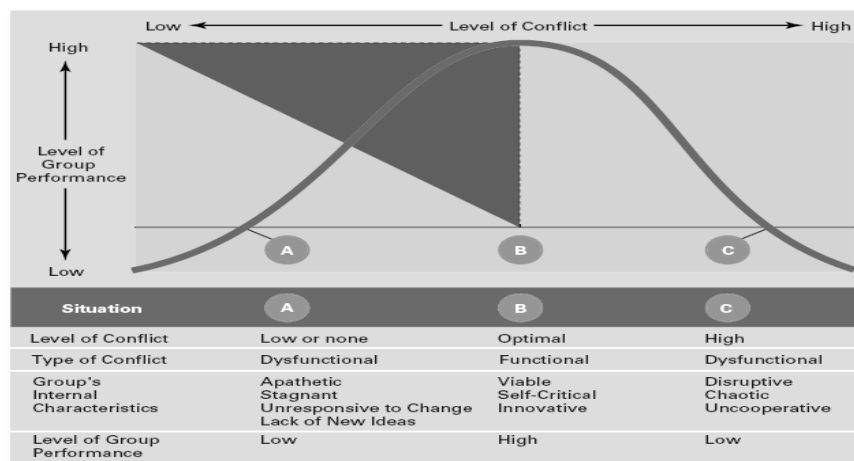 Low Level of Conflict High
High
Level of
Group
Performance
Low
A B C
Situation A B C
Level of Conflict Low or none Optimal High
Type of Conflict Dysfunctional Functional Dysfunctional
Group's Apathetic Viable Disruptive
Internal Stagnant Self-Critical Chaotic
Characteristics Unresponsive to Change Innovative Uncooperative
Lack of New Ideas
Level of Group Low High Low
Performance